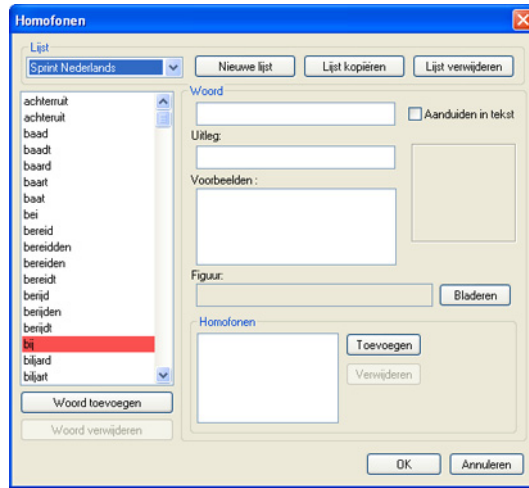 Homofonen
Lijst
Sprint Nederlands
Nieuwe lijst
Lijst kopiëren
Lijst verwijderen
achterruit
achteruit
baad
baadt
baard
baart
baat
bei
bereid
bereidden
bereiden
bereidt
berijd
berijden
berijdt
bij
biljard
biljart
Woord toevoegen
Woord verwijderen
Woord
Aanduiden in tekst
Uitleg:
Voorbeelden :
Figuur:
Bladeren
Homofonen
Toevoegen
Verwijderen
OK
Annuleren